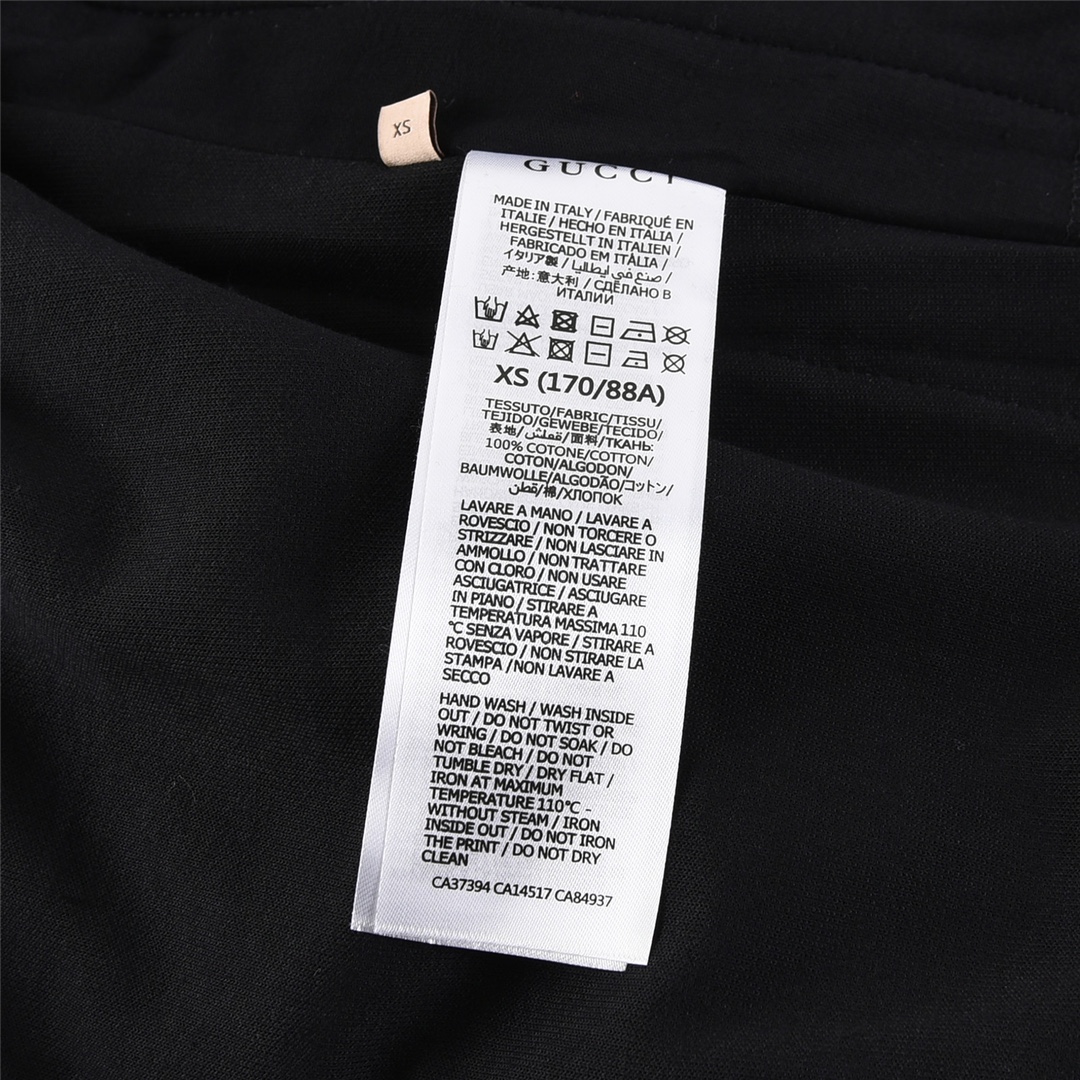 XS
GUCCI
MADE IN ITALY / FABRIQUÉ EN
ITALIE / HECHO EN ITALIA /
HERGESTELLT IN ITALIEN /
FABRICADO EM ITÁLIA /
イタリア製 / صنع في ايطاليا /
产地: 意大利 / СДЕЛАНО В
ИТАЛИИ
XS (170/88A)
TESSUTO/FABRIC/TISSU/
TEJIDO/GEWEBE/TECIDO/
表地/قماش/面料/ТКАНЬ:
100% COTONE/COTTON/
COTON/ALGODON/
BAUMWOLLE/ALGODÃO/コットン/
قطن/棉/ХЛОПОК
LAVARE A MANO / LAVARE A
ROVESCIO / NON TORCERE O
STRIZZARE / NON LASCIARE IN
AMMOLLO / NON TRATTARE
CON CLORO / NON USARE
ASCIUGATRICE / ASCIUGARE
IN PIANO / STIRARE A
TEMPERATURA MASSIMA 110
°C SENZA VAPORE / STIRARE A
ROVESCIO / NON STIRARE LA
STAMPA /NON LAVARE A
SECCO
HAND WASH / WASH INSIDE
OUT / DO NOT TWIST OR
WRING / DO NOT SOAK / DO
NOT BLEACH / DO NOT
TUMBLE DRY / DRY FLAT /
IRON AT MAXIMUM
TEMPERATURE 110°C -
WITHOUT STEAM / IRON
INSIDE OUT / DO NOT IRON
THE PRINT / DO NOT DRY
CLEAN
CA37394 CA14517 CA84937